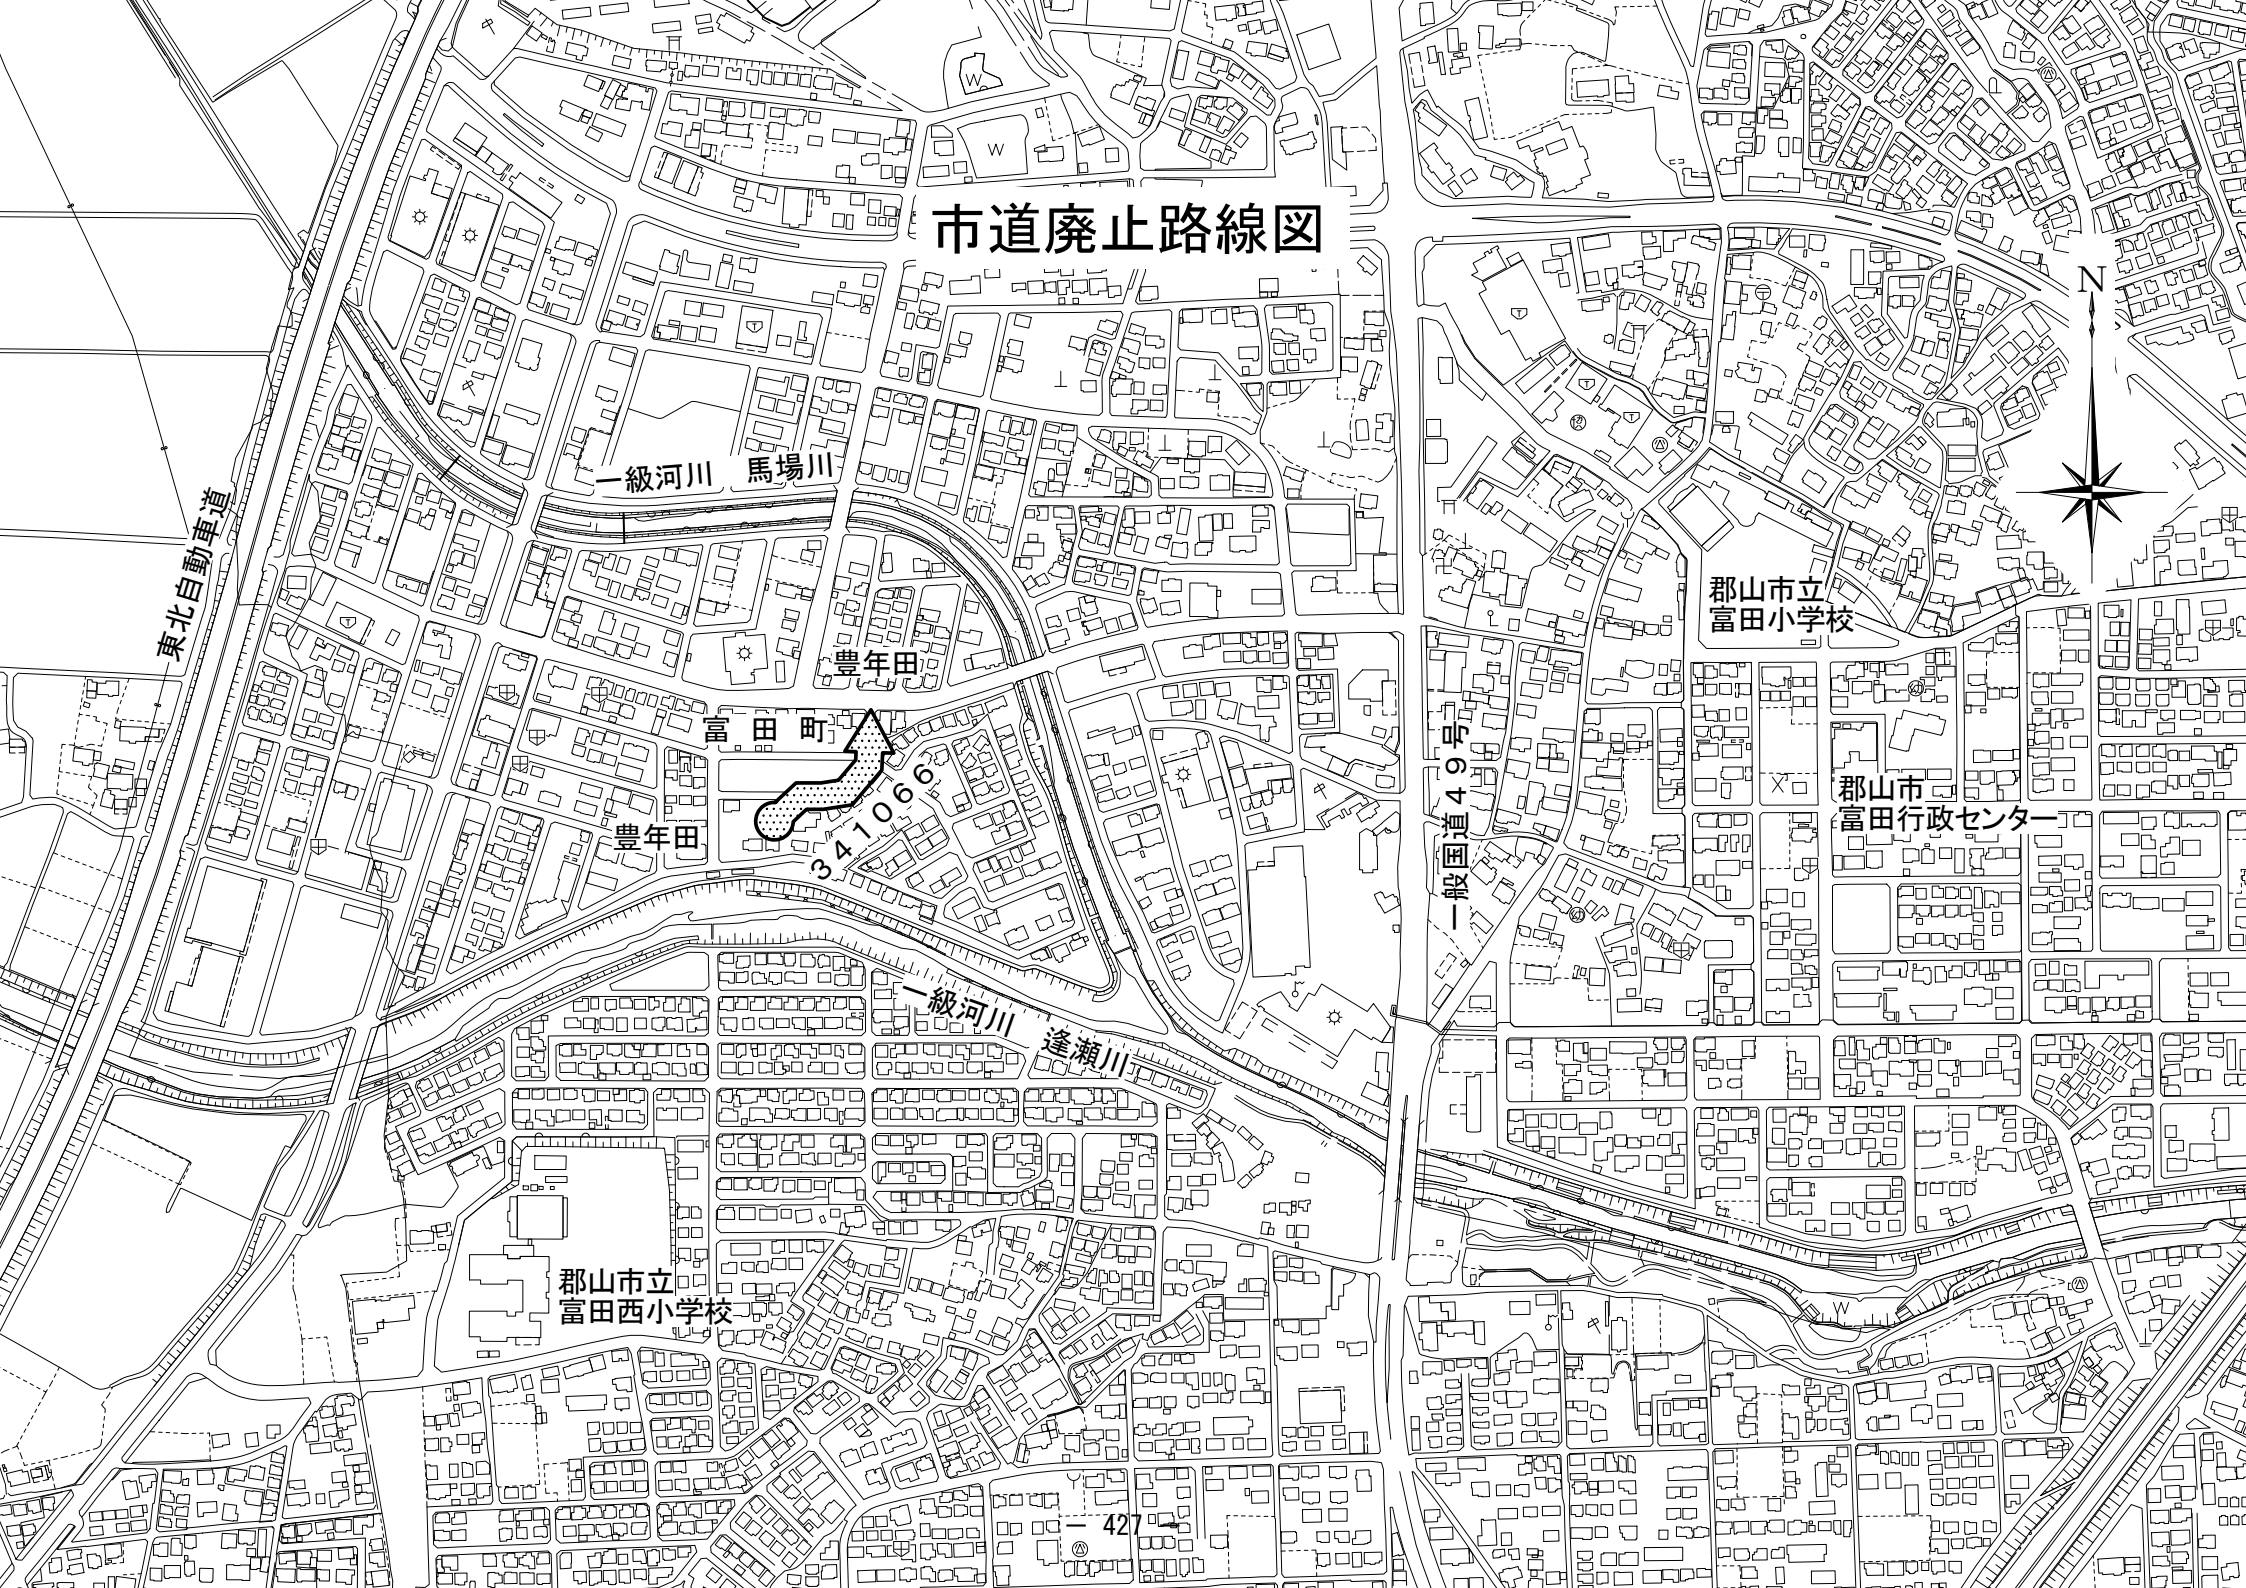 市道廃止路線図
N
一級河川　馬場川
東北自動車道
郡山市立
富田小学校
豊年田
富　田　町
341066
豊年田
一般国道49号
郡山市
富田行政センター
一級河川　逢瀬川
郡山市立
富田西小学校
― 427 ―